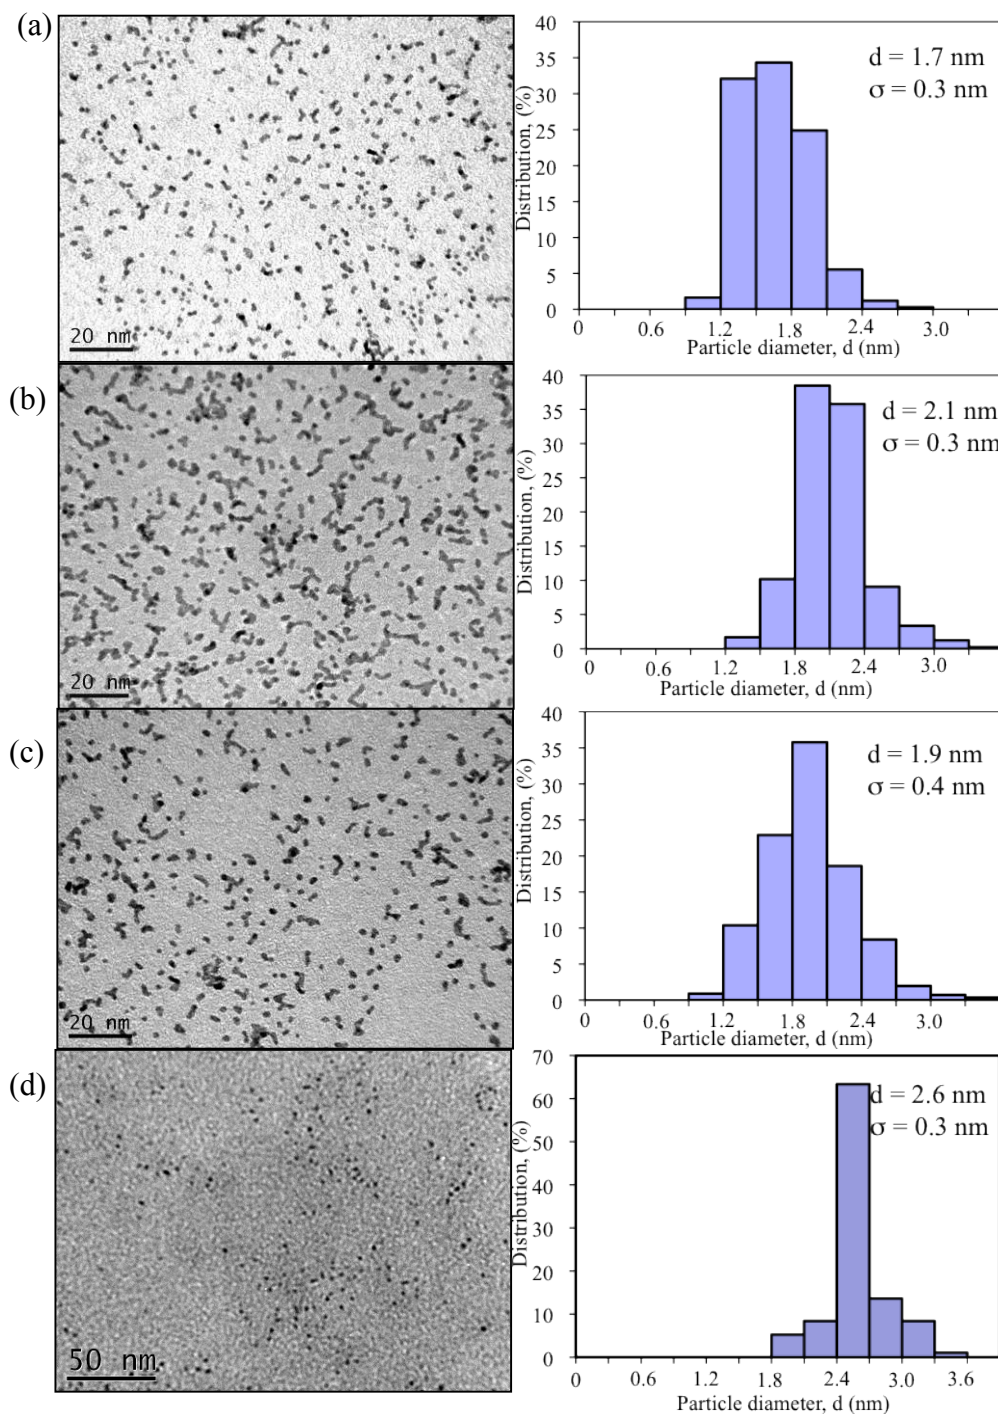 (a)
20 nm
d = 1.7 nm
σ = 0.3 nm
Distribution, (%)
40
35
30
25
20
15
10
5
0
0 0.6 1.2 1.8 2.4 3.0
Particle diameter, d (nm)
(b)
20 nm
d = 2.1 nm
σ = 0.3 nm
Distribution, (%)
40
35
30
25
20
15
10
5
0
0 0.6 1.2 1.8 2.4 3.0
Particle diameter, d (nm)
(c)
20 nm
d = 1.9 nm
σ = 0.4 nm
Distribution, (%)
40
35
30
25
20
15
10
5
0
0 0.6 1.2 1.8 2.4 3.0
Particle diameter, d (nm)
(d)
50 nm
d = 2.6 nm
σ = 0.3 nm
Distribution, (%)
70
60
50
40
30
20
10
0
0 0.6 1.2 1.8 2.4 3.0 3.6
Particle diameter, d (nm)